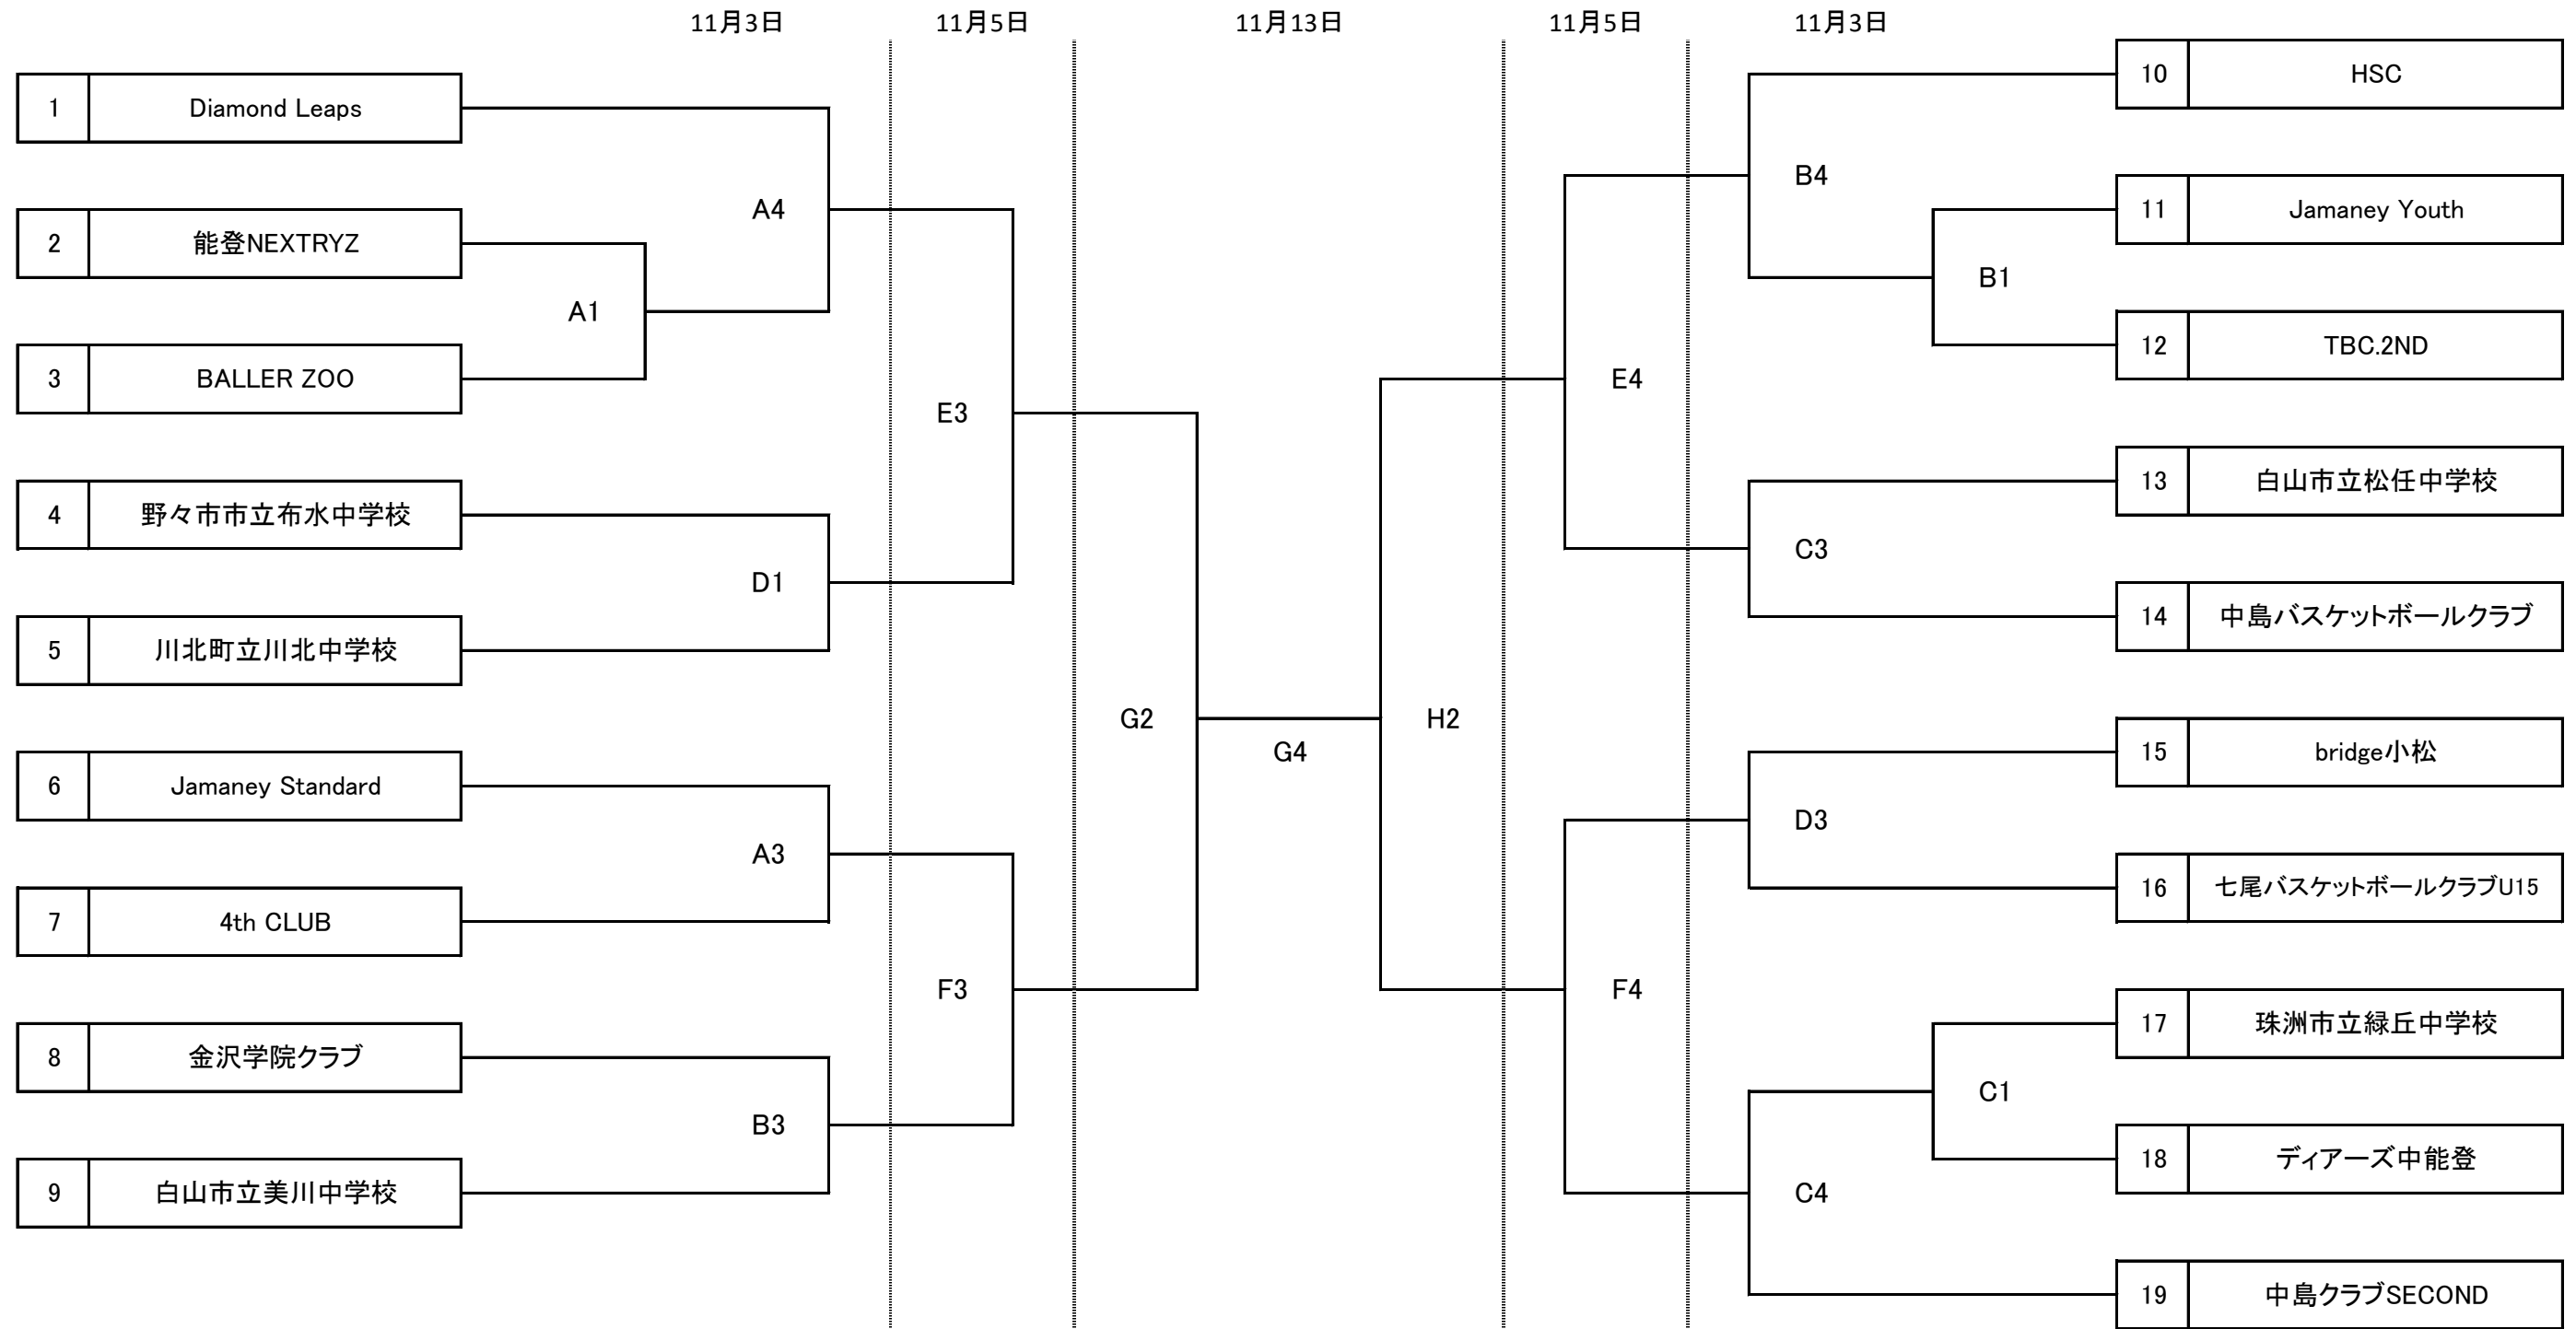 11月3日 11月5日 11月13日 11月5日 11月3日
1 Diamond Leaps
2 能登NEXTRYZ
3 BALLER ZOO
4 野々市市立布水中学校
5 川北町立川北中学校
6 Jamaney Standard
7 4th CLUB
8 金沢学院クラブ
9 白山市立美川中学校
A4
A1
D1
A3
B3
E3
F3
G2
G4
H2
E4
F4
B4
B1
C3
D3
C1
C4
10 HSC
11 Jamaney Youth
12 TBC.2ND
13 白山市立松任中学校
14 中島バスケットボールクラブ
15 bridge小松
16 七尾バスケットボールクラブU15
17 珠洲市立緑丘中学校
18 ディアーズ中能登
19 中島クラブSECOND